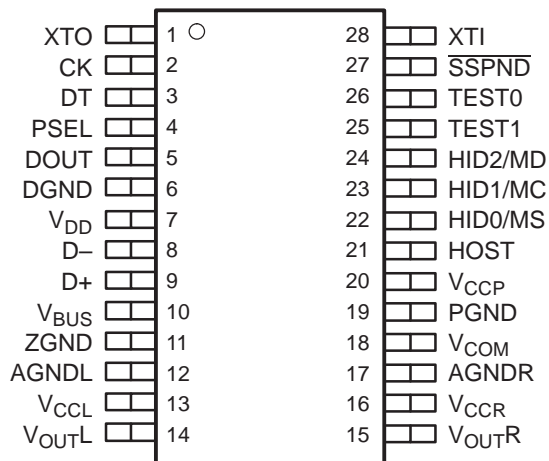 XTO 1 28 XTI
CK 2 27 SSPND
DT 3 26 TEST0
PSEL 4 25 TEST1
DOUT 5 24 HID2/MD
DGND 6 23 HID1/MC
VDD 7 22 HID0/MS
D– 8 21 HOST
D+ 9 20 VCCP
VBUS 10 19 PGND
ZGND 11 18 VCOM
AGNDL 12 17 AGNDR
VCCL 13 16 VCCR
VOUTL 14 15 VOUTR